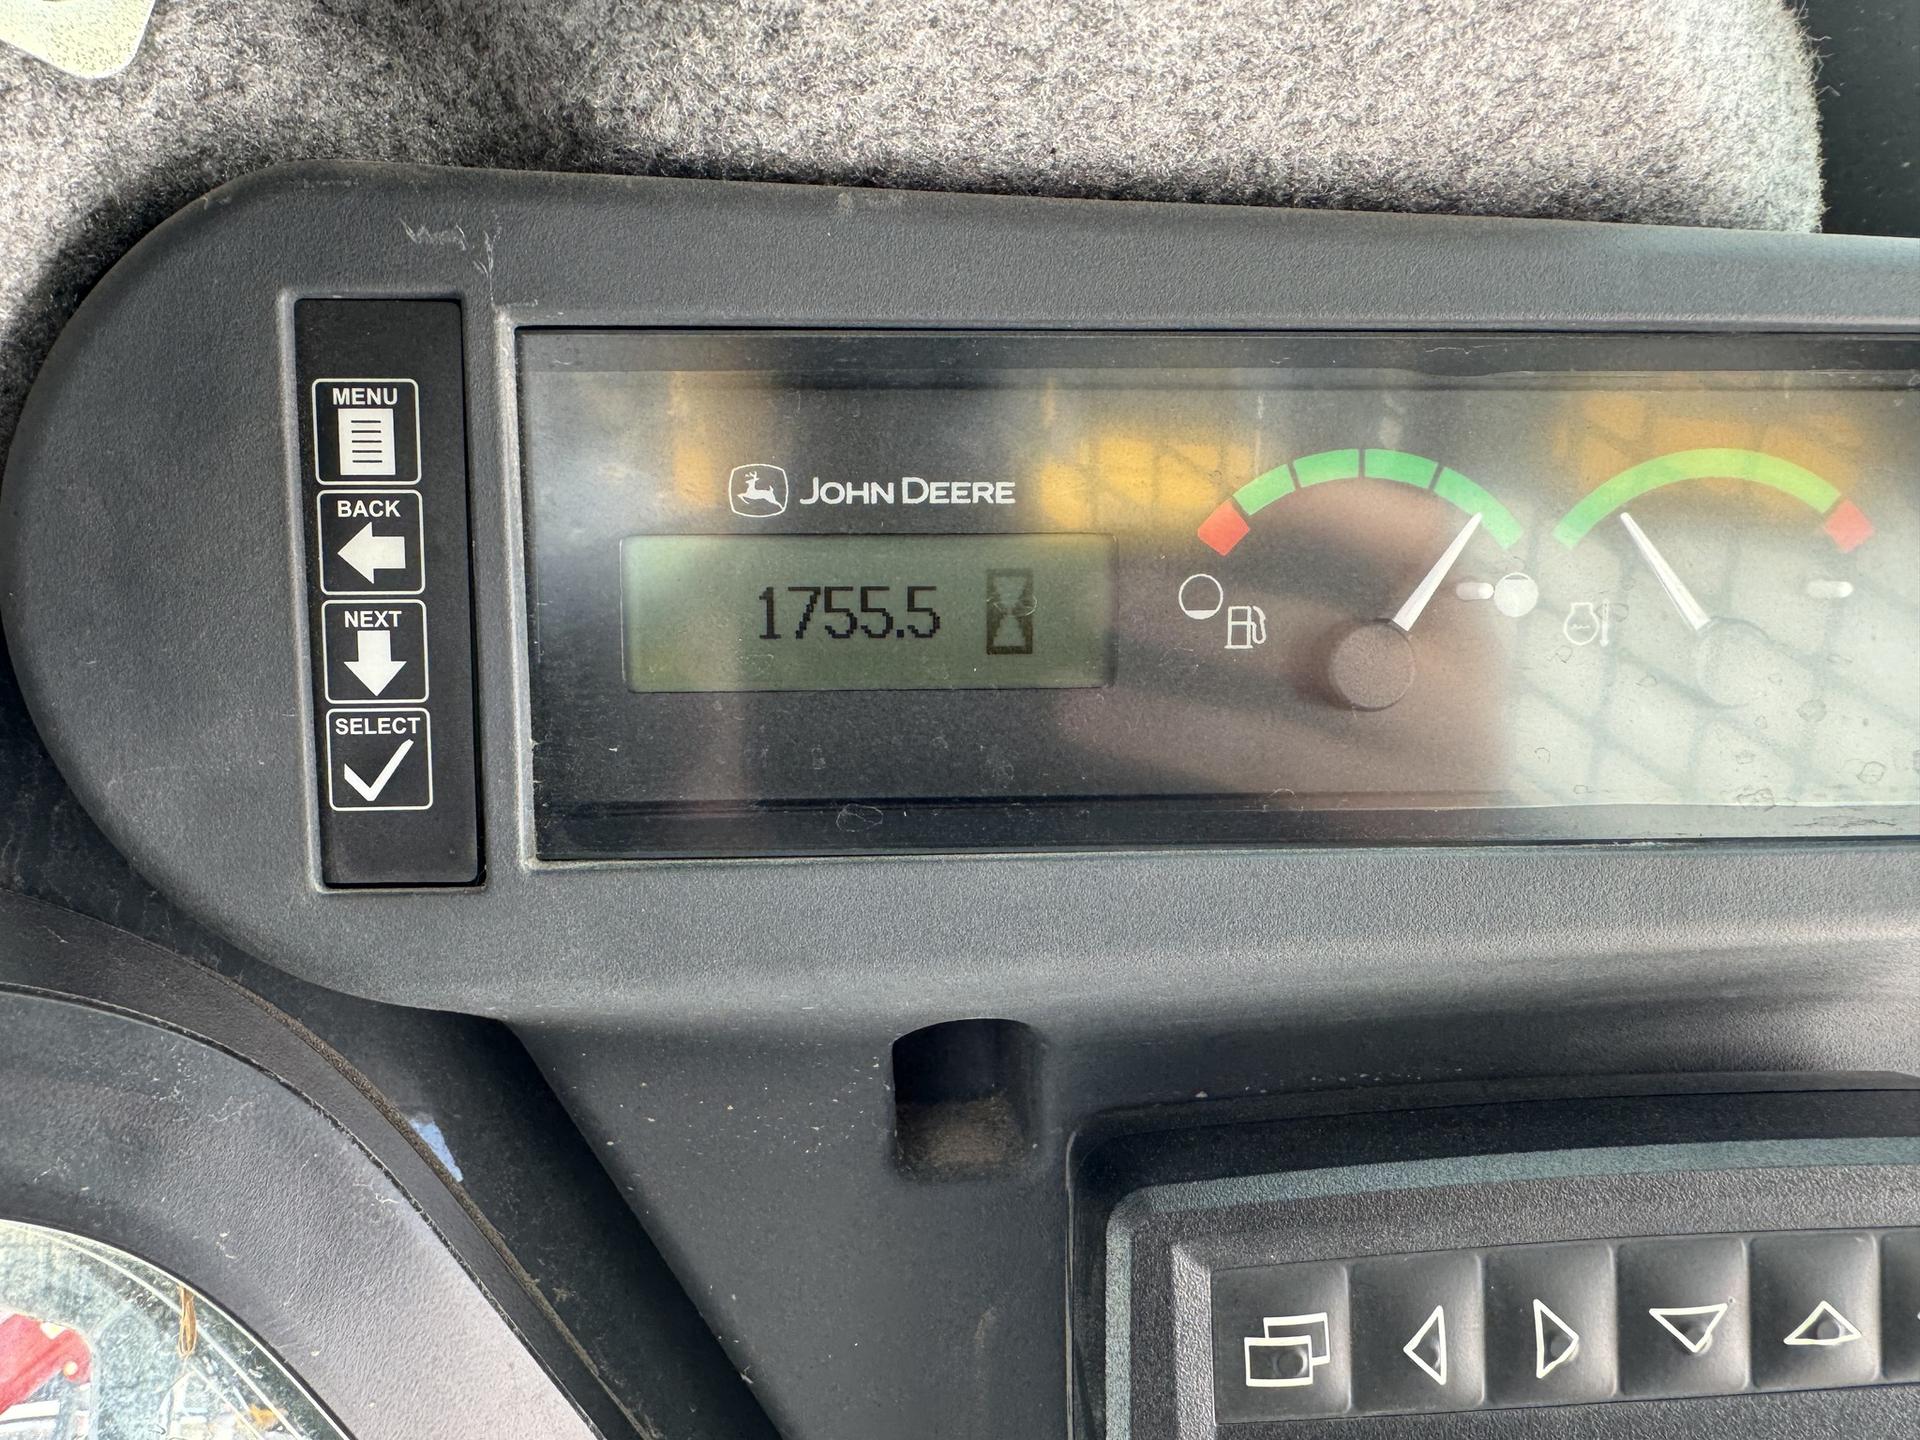 MENU
BACK
NEXT
SELECT
JOHN DEERE
1755.5